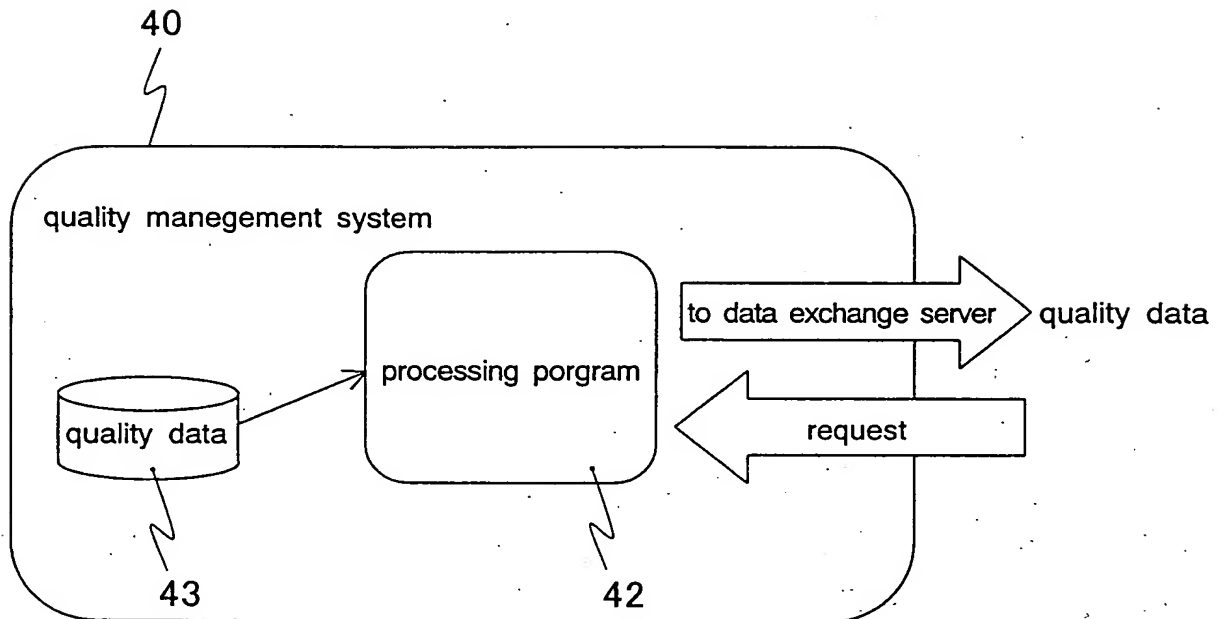 40
quality manegement system
to data exchange server
quality data
processing porgram
quality data
request
43
42